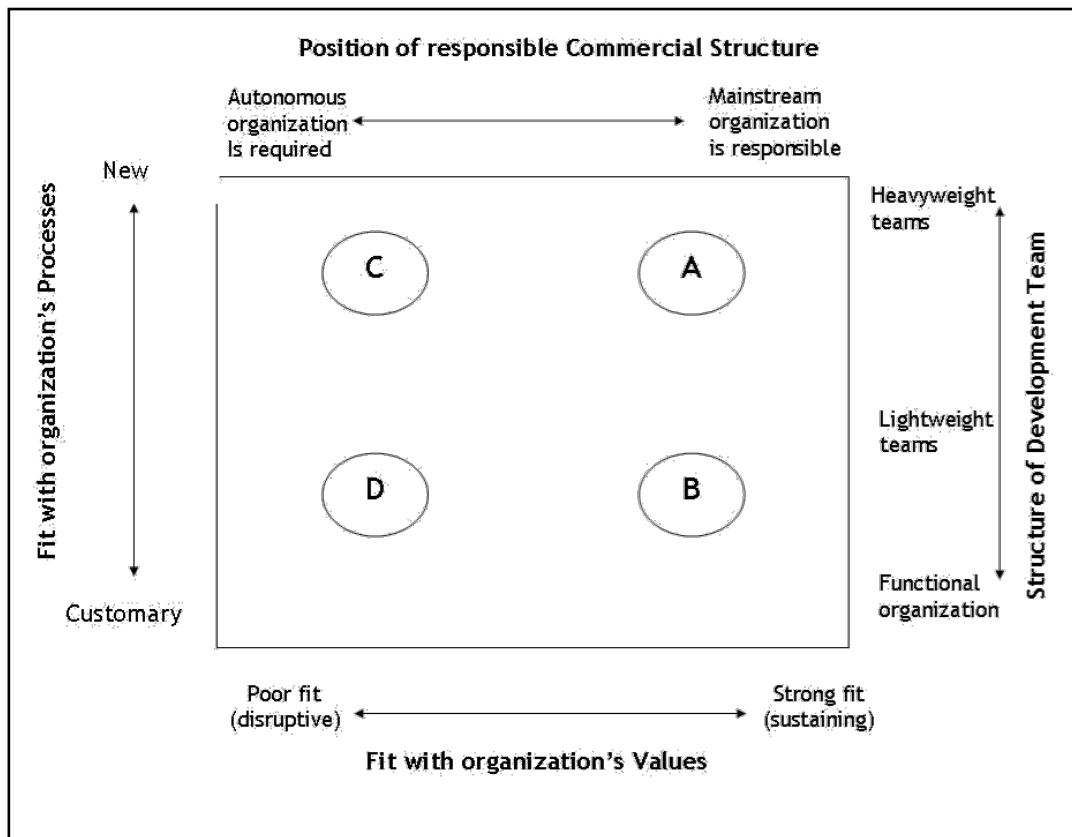 Position of responsible Commercial Structure
Autonomous
organization
Is required
Mainstream
organization
is responsible
New
Heavyweight
teams
C
A
Fit with organization's Processes
Structure of Development Team
Lightweight
teams
D
B
Customary
Functional
organization
Poor fit
(disruptive)
Strong fit
(sustaining)
Fit with organization's Values